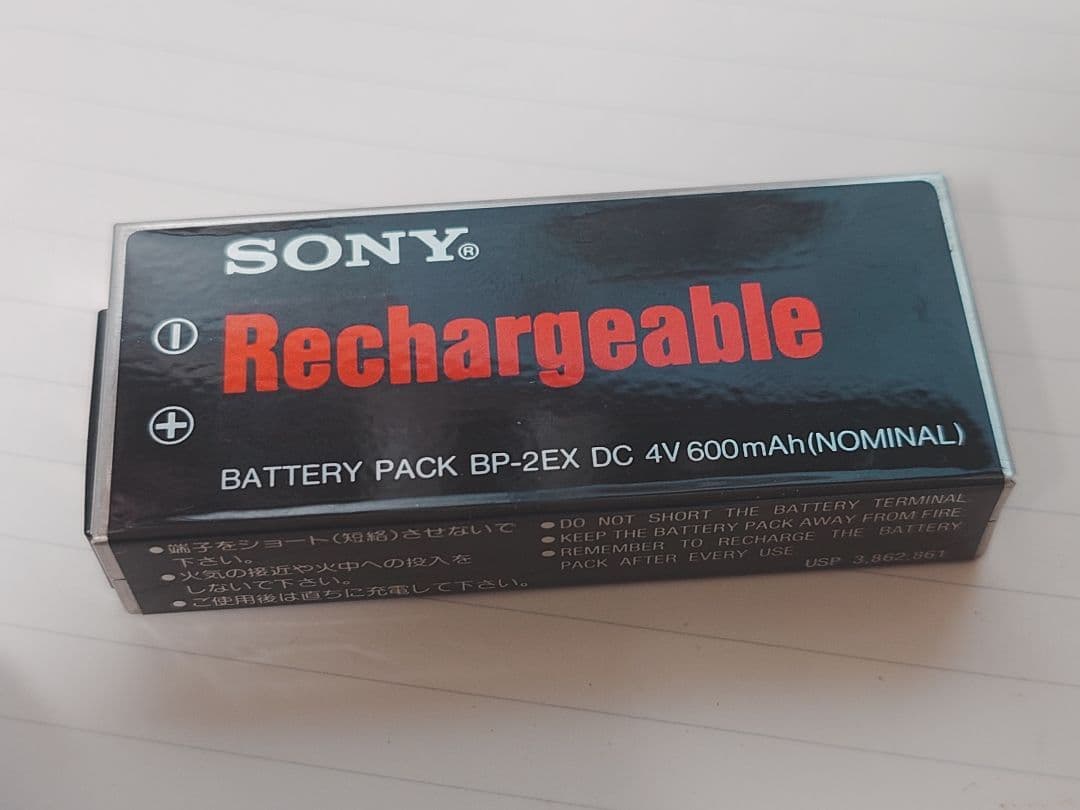 SONY®
Rechargeable
⊖
⊕
BATTERY PACK BP-2EX DC 4V 600mAh(NOMINAL)
●端子をショート(短絡)させないで
下さい。
●火気の接近や火中への投入を
しないで下さい。
●ご使用後は直ちに充電して下さい。
●DO NOT SHORT THE BATTERY TERMINAL
●KEEP THE BATTERY PACK AWAY FROM FIRE
●REMEMBER TO RECHARGE THE BATTERY
PACK AFTER EVERY USE
USP 3,862,861